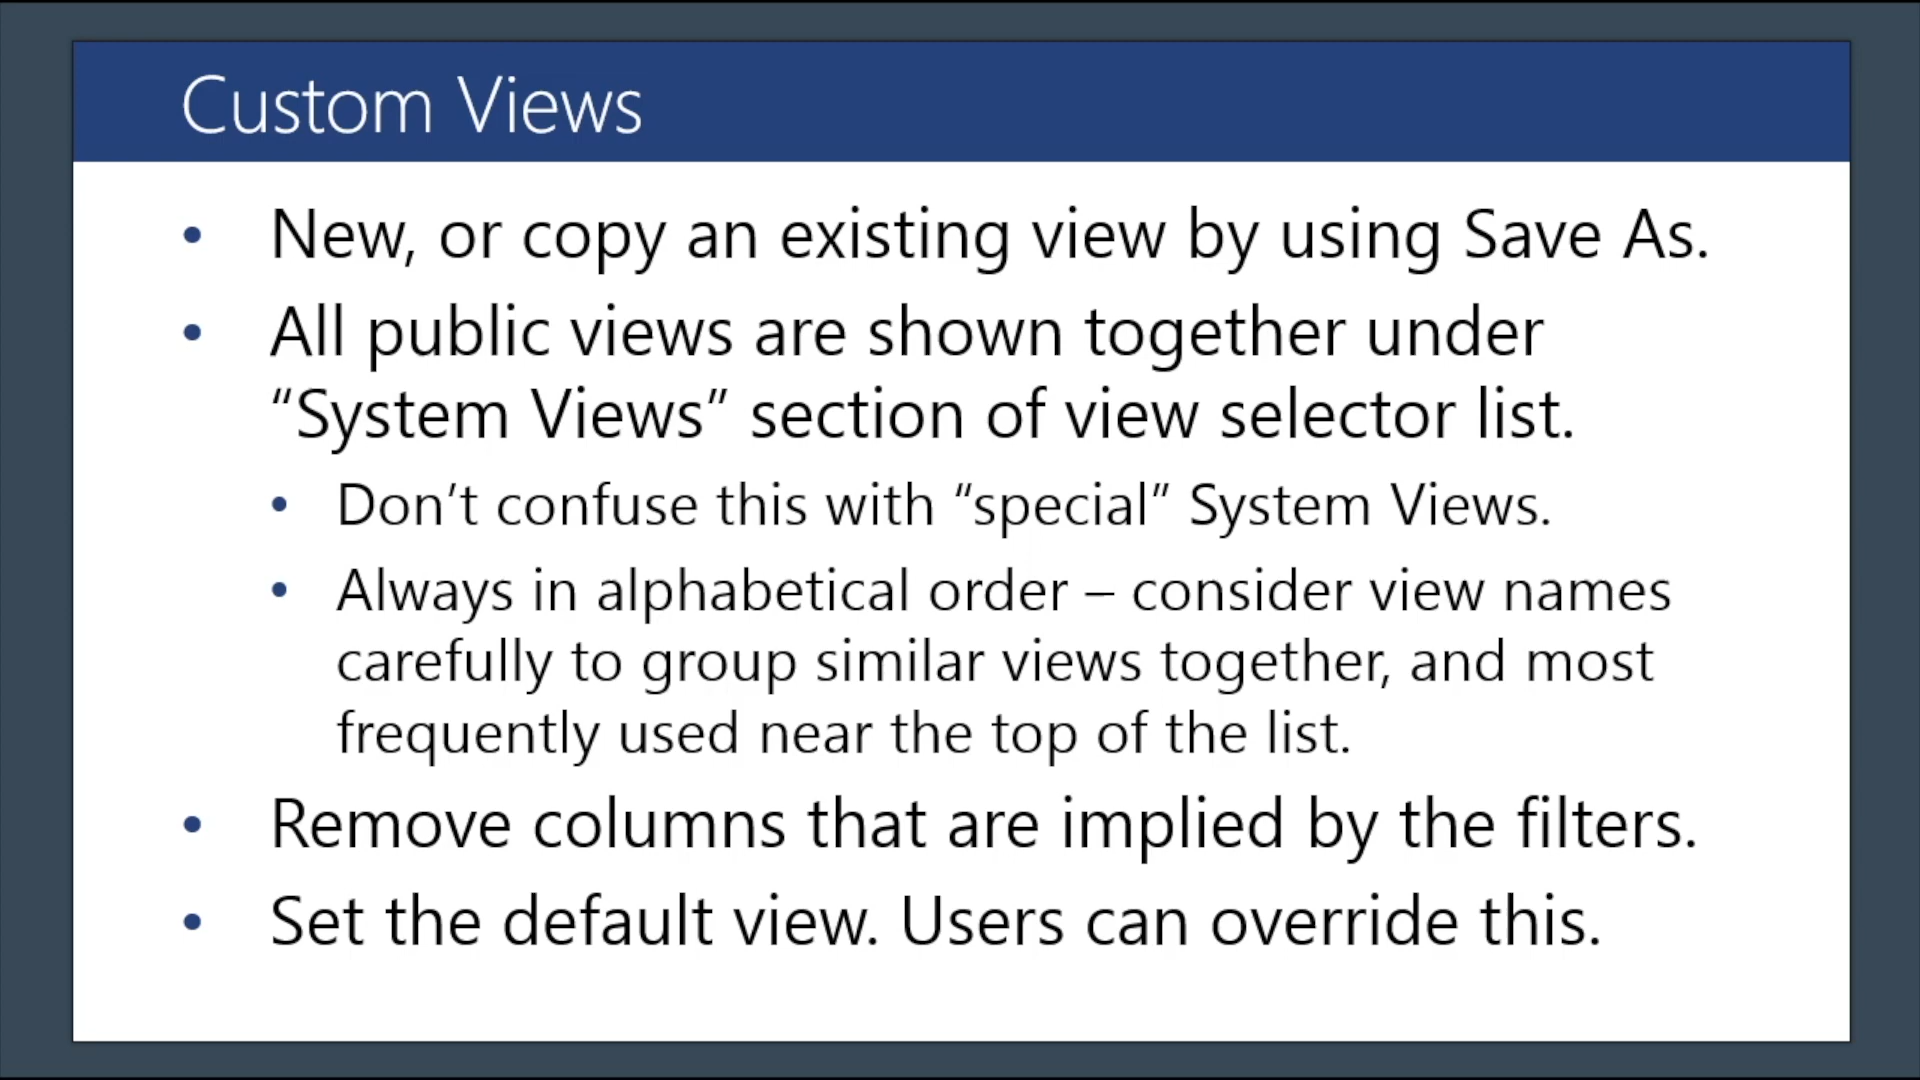 Custom Views
• New, or copy an existing view by using Save As.
• All public views are shown together under
“System Views” section of view selector list.
• Don’t confuse this with “special” System Views.
• Always in alphabetical order – consider view names
carefully to group similar views together, and most
frequently used near the top of the list.
• Remove columns that are implied by the filters.
• Set the default view. Users can override this.